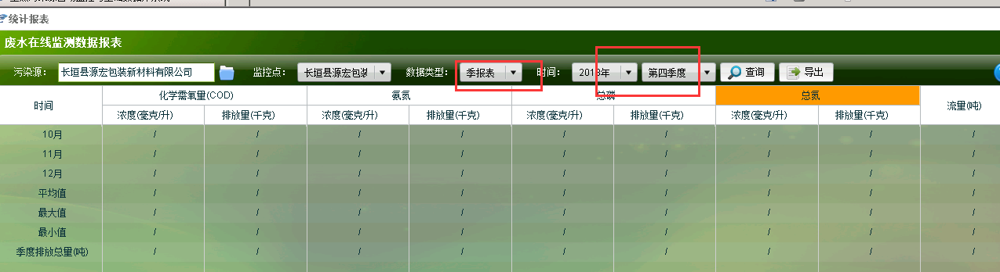 统计报表
废水在线监测数据报表
污染源: 长垣县源宏包装新材料有限公司 监控点: 长垣县源宏包装 数据类型: 季报表 时间: 2018年 第四季度 查询 导出
时间 化学需氧量(COD) 氨氮 总磷 总氮 流量(吨)
浓度(毫克/升) 排放量(千克) 浓度(毫克/升) 排放量(千克) 浓度(毫克/升) 排放量(千克) 浓度(毫克/升) 排放量(千克)
10月 / / / / / / / / /
11月 / / / / / / / / /
12月 / / / / / / / / /
平均值 / / / / / / / / /
最大值 / / / / / / / / /
最小值 / / / / / / / / /
季度排放总量(吨) / / / / / / / / /